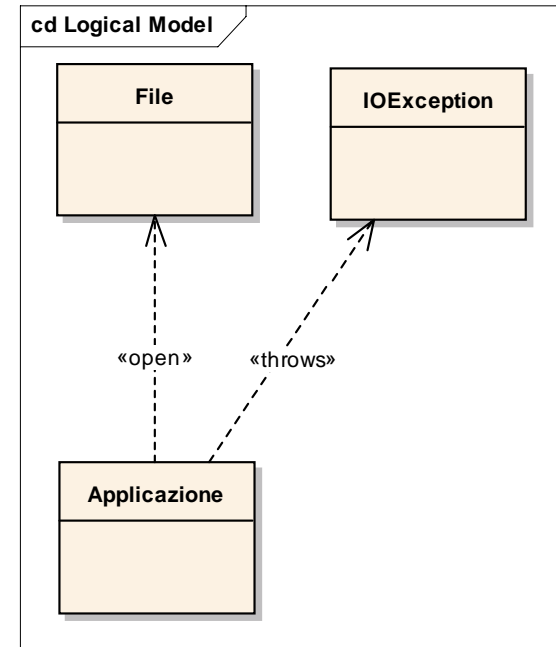 cd Logical Model
File
IOException
«open»
«throws»
Applicazione